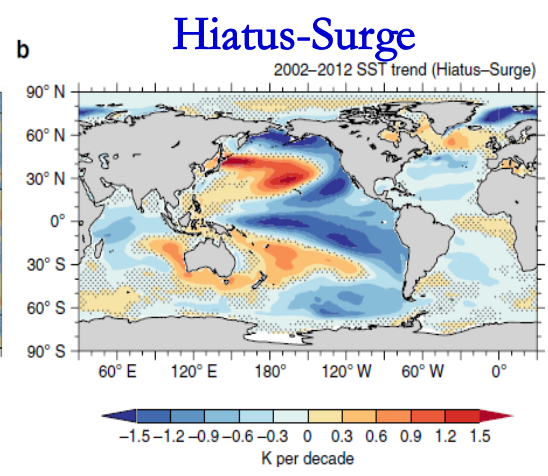 Hiatus-Surge
b
2002–2012 SST trend (Hiatus–Surge)
90° N
60° N
30° N
0°
30° S
60° S
90° S
60° E 120° E 180° 120° W 60° W 0°
−1.5 −1.2 −0.9 −0.6 −0.3 0 0.3 0.6 0.9 1.2 1.5
K per decade